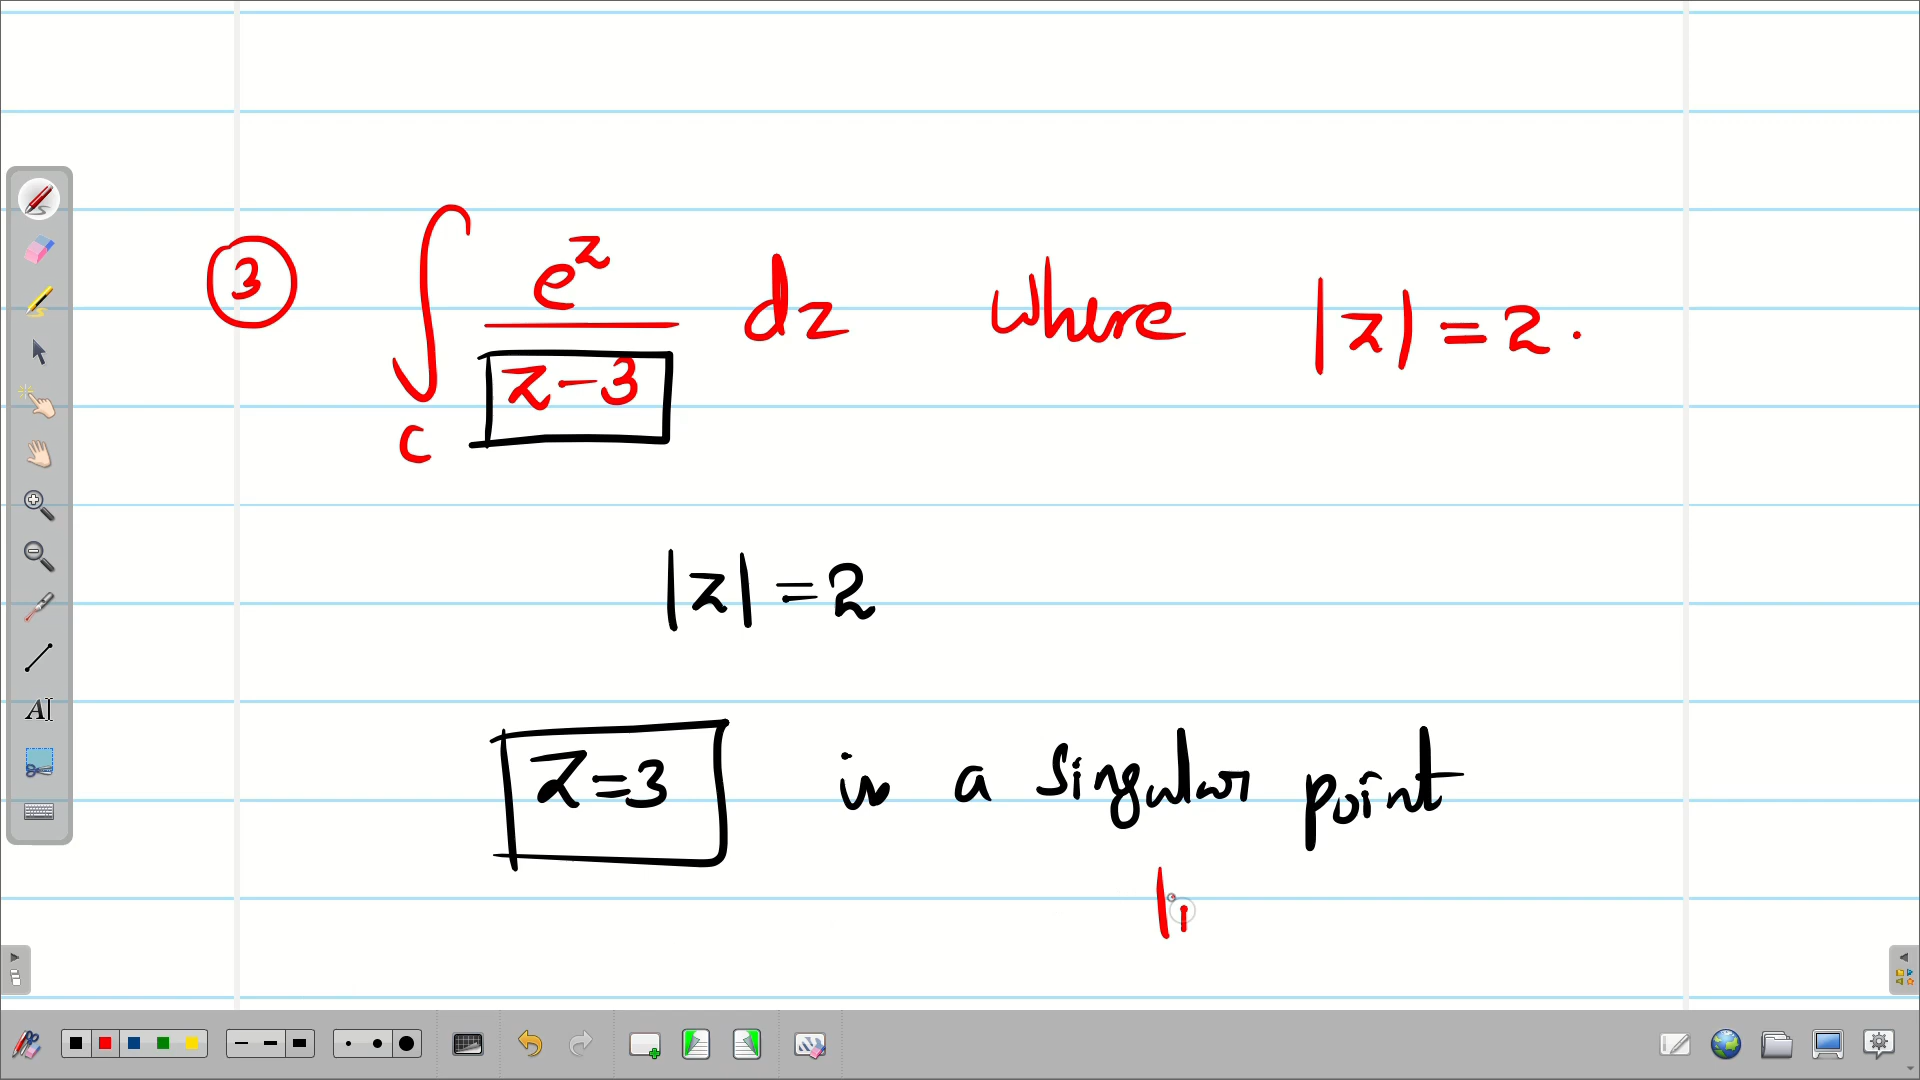 ③ ∫_C e^z / (z-3) dz where |z| = 2.
|z| = 2
z = 3 is a singular point